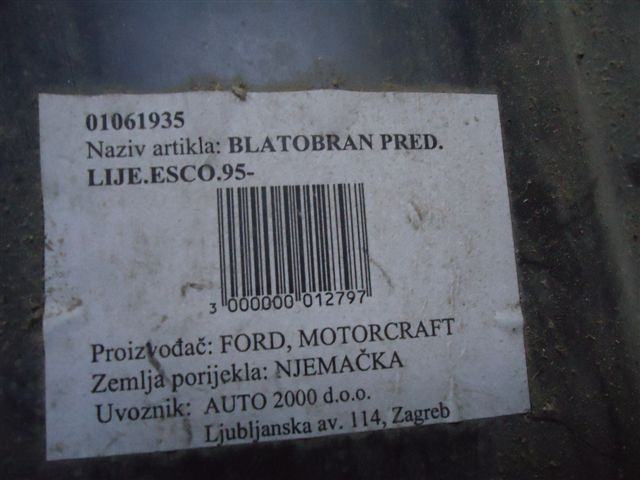 01061935
Naziv artikla: BLATOBRAN PRED.
LIJE.ESCO.95-
3 000000 012797
Proizvođač: FORD, MOTORCRAFT
Zemlja porijekla: NJEMAČKA
Uvoznik: AUTO 2000 d.o.o.
Ljubljanska av. 114, Zagreb